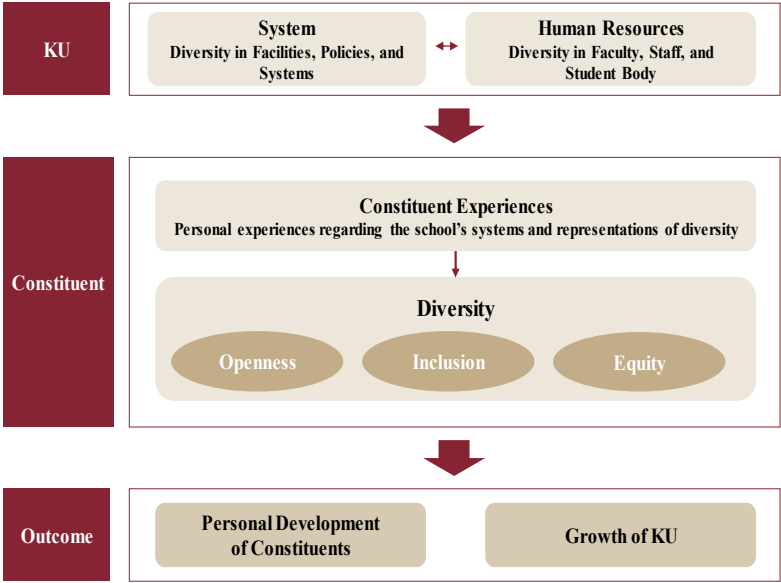 KU
System
Diversity in Facilities, Policies, and
Systems
Human Resources
Diversity in Faculty, Staff, and
Student Body
Constituent
Constituent Experiences
Personal experiences regarding the school's systems and representations of diversity
Diversity
Openness
Inclusion
Equity
Outcome
Personal Development
of Constituents
Growth of KU